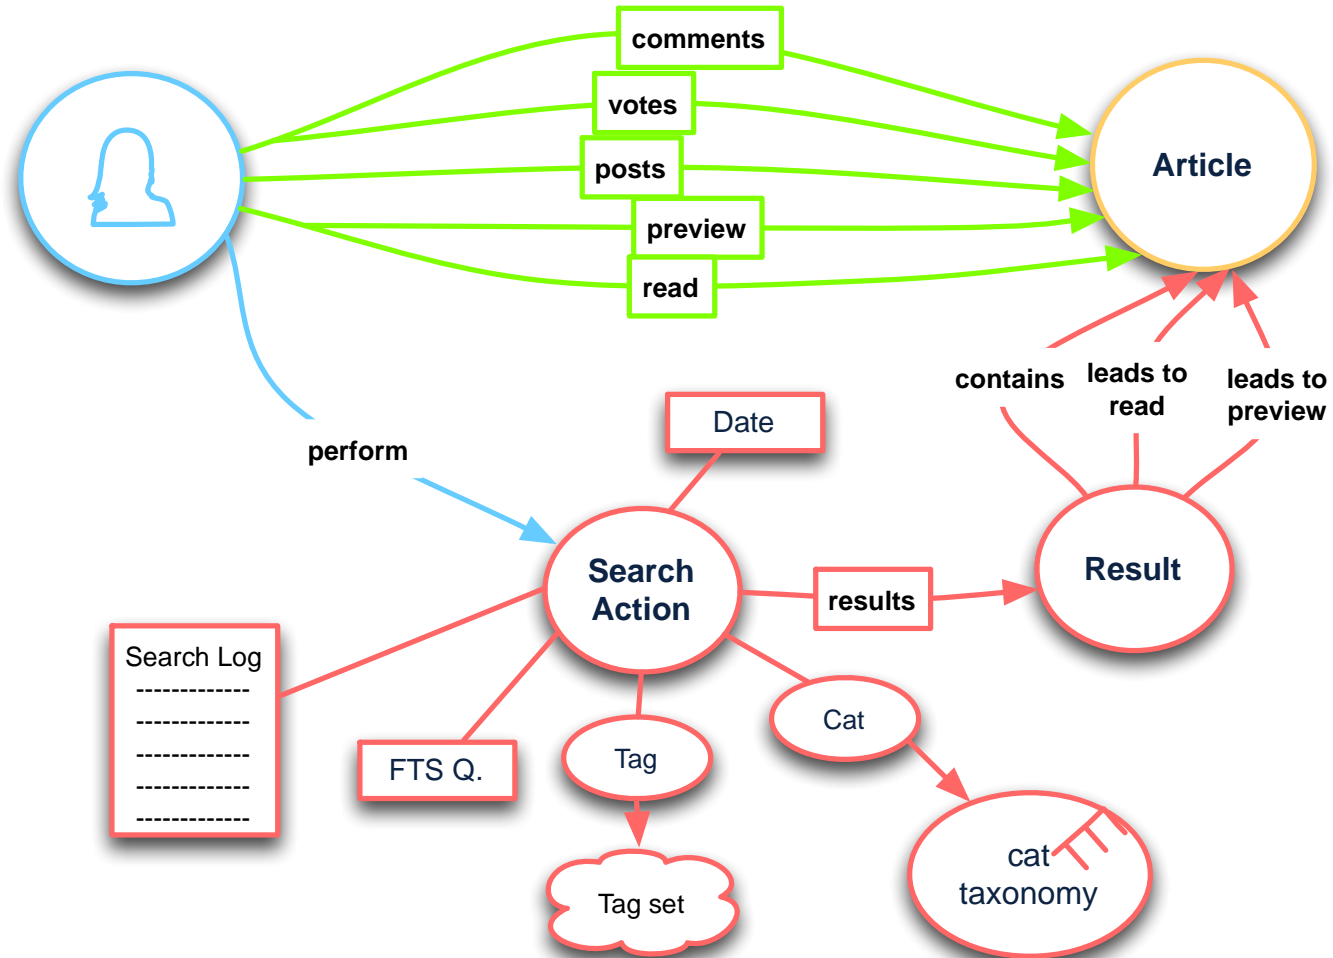 comments
votes
Article
posts
preview
read
contains
leads to
read
leads to
preview
Date
perform
Search
Action
Result
results
Search Log
-------------
-------------
-------------
-------------
-------------
Cat
FTS Q.
Tag
cat
taxonomy
Tag set